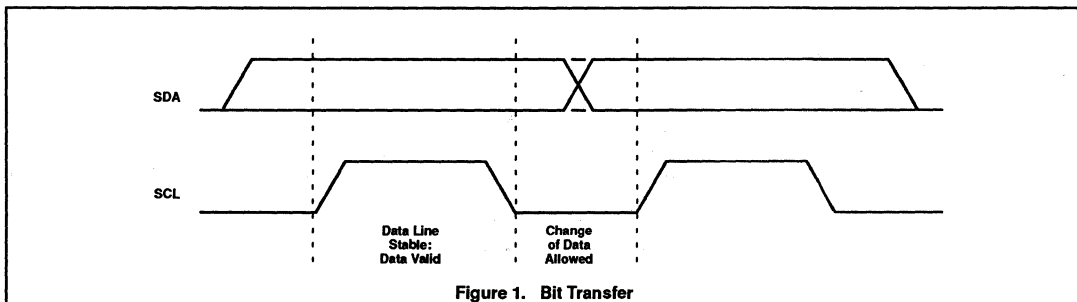 SDA
SCL
Data Line
Stable:
Data Valid
Change
of Data
Allowed
Figure 1. Bit Transfer